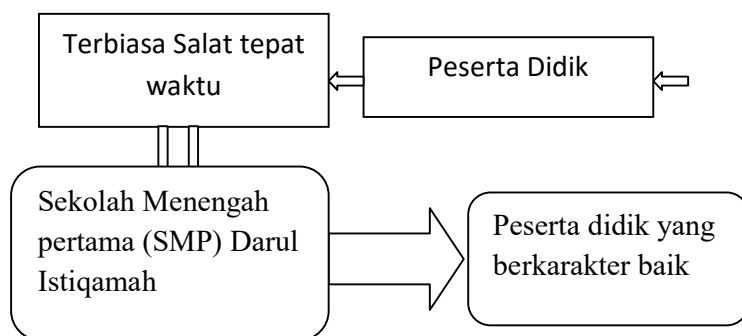 Terbiasa Salat tepat
waktu
Peserta Didik
Sekolah Menengah
pertama (SMP) Darul
Istiqamah
Peserta didik yang
berkarakter baik